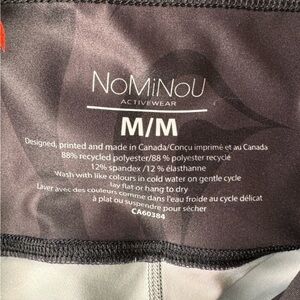 NoMiNoU
ACTIVEWEAR
M/M
Designed, printed and made in Canada/Conçu imprimé et au Canada
88% recycled polyester/88 % polyester recyclé
12% spandex /12 % élasthanne
Wash with like colours in cold water on gentle cycle
lay flat or hang to dry
Laver avec des couleurs comme dans l'eau froide au cycle délicat
à plat ou suspendre pour sécher
CA60384